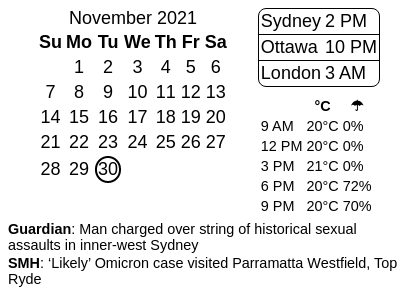 November 2021
Su Mo Tu We Th Fr Sa
1 2 3 4 5 6
7 8 9 10 11 12 13
14 15 16 17 18 19 20
21 22 23 24 25 26 27
28 29 30
Sydney 2 PM
Ottawa 10 PM
London 3 AM
°C ☂
9 AM 20°C 0%
12 PM 20°C 0%
3 PM 21°C 0%
6 PM 20°C 72%
9 PM 20°C 70%
Guardian: Man charged over string of historical sexual
assaults in inner-west Sydney
SMH: ‘Likely’ Omicron case visited Parramatta Westfield, Top
Ryde